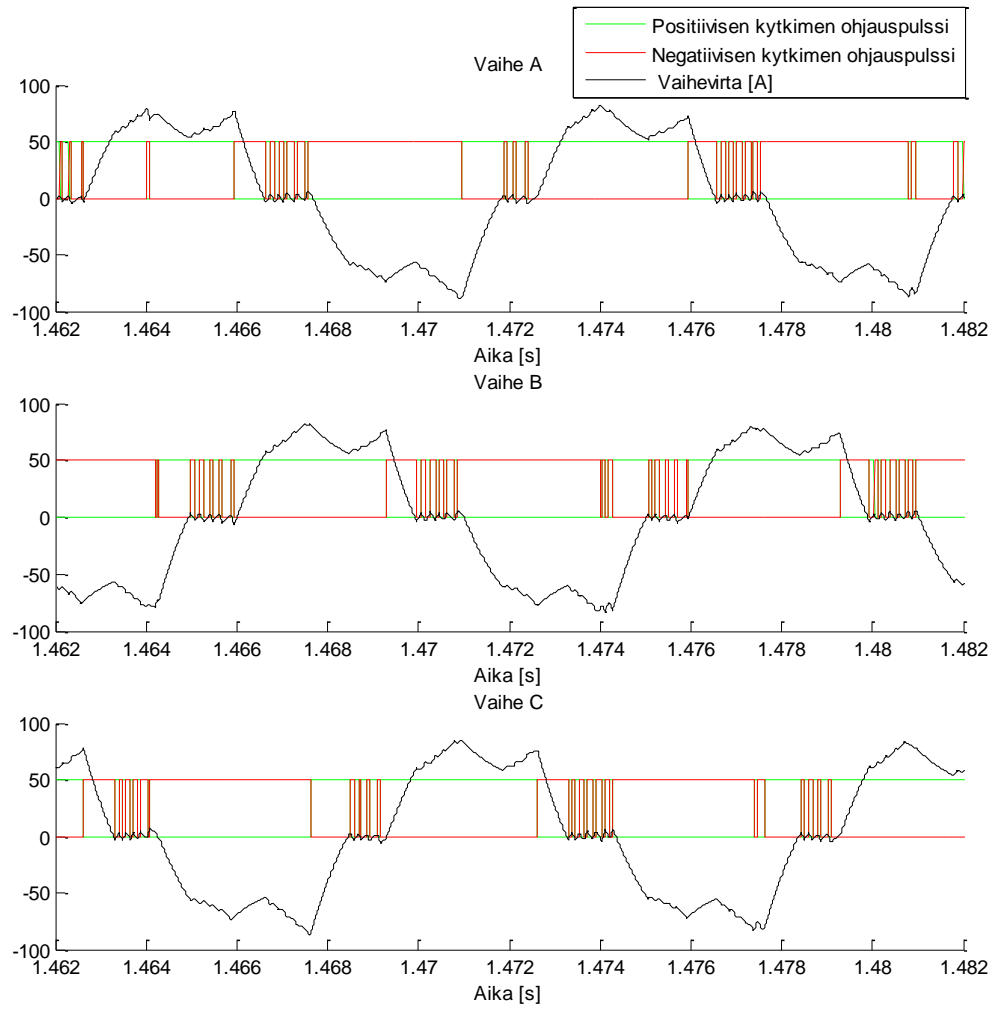 Positiivisen kytkimen ohjauspulssi
Negatiivisen kytkimen ohjauspulssi
Vaihevirta [A]
Vaihe A
100
50
0
-50
-100
1.462 1.464 1.466 1.468 1.47 1.472 1.474 1.476 1.478 1.48 1.482
Aika [s]
Vaihe B
100
50
0
-50
-100
1.462 1.464 1.466 1.468 1.47 1.472 1.474 1.476 1.478 1.48 1.482
Aika [s]
Vaihe C
100
50
0
-50
-100
1.462 1.464 1.466 1.468 1.47 1.472 1.474 1.476 1.478 1.48 1.482
Aika [s]